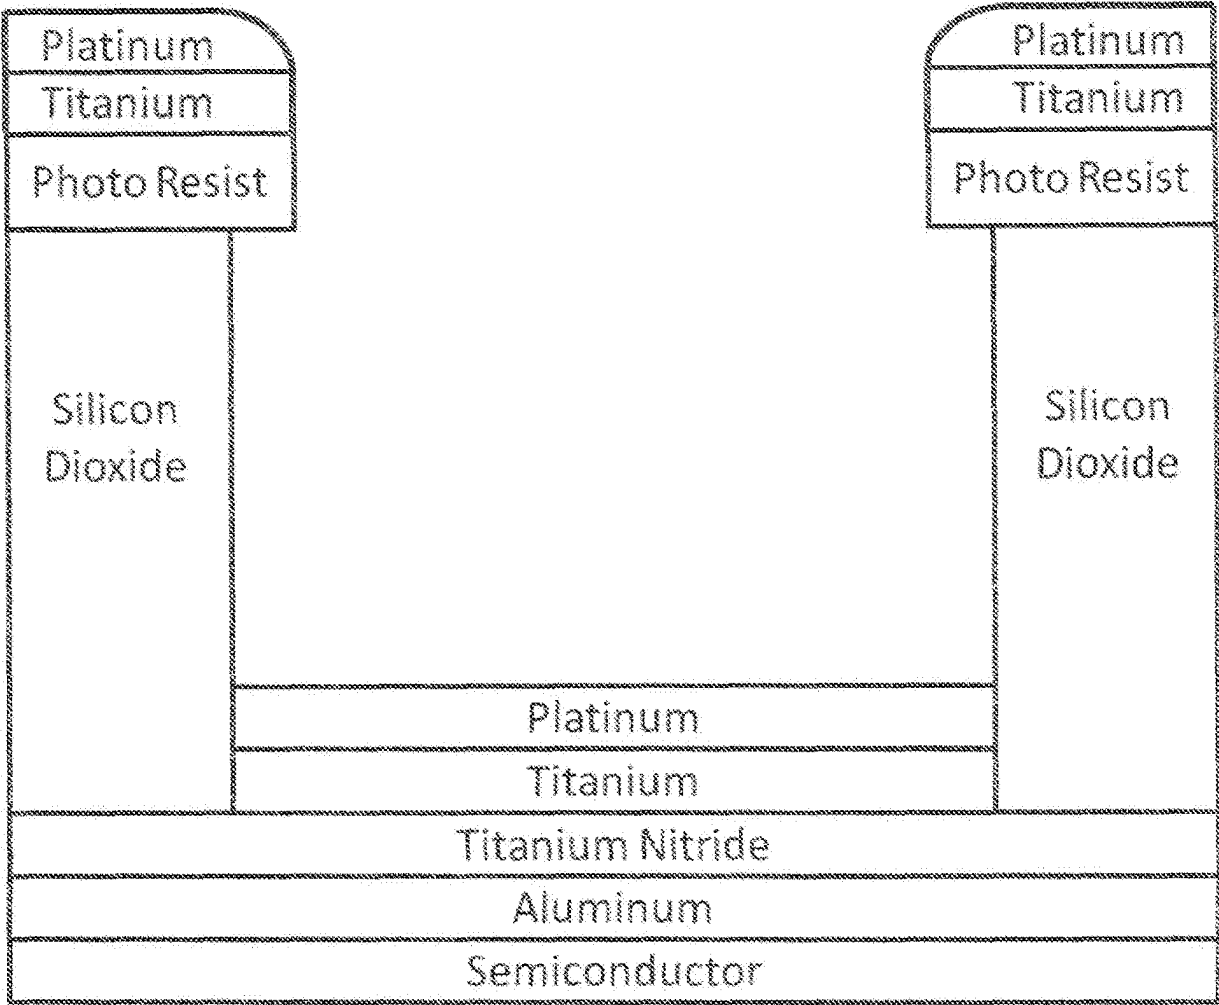 Platinum
Titanium
Photo Resist
Silicon
Dioxide
Platinum
Titanium
Photo Resist
Silicon
Dioxide
Platinum
Titanium
Titanium Nitride
Aluminum
Semiconductor